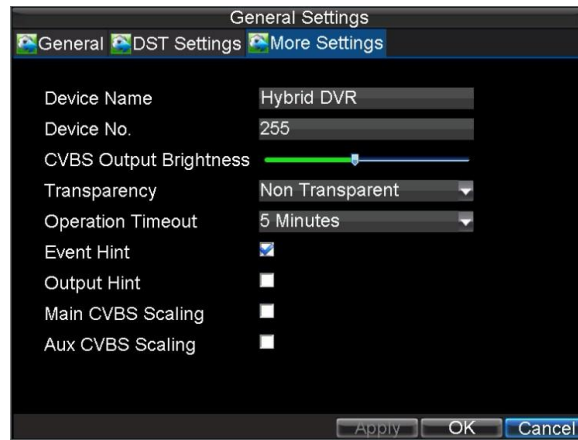 General Settings
General DST Settings More Settings
Device Name Hybrid DVR
Device No. 255
CVBS Output Brightness
Transparency Non Transparent
Operation Timeout 5 Minutes
Event Hint
Output Hint
Main CVBS Scaling
Aux CVBS Scaling
Apply OK Cancel